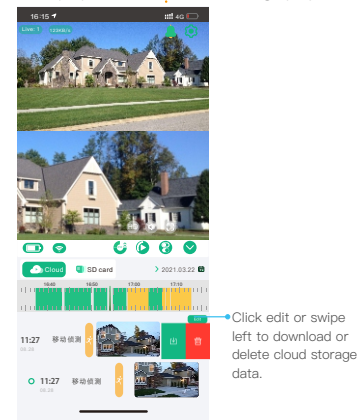 16:15
4G
Live: 1
Cloud
SD card
2021.03.22
16:40 16:50 17:00 17:10
Edit
11:27 移动侦测
11:27 移动侦测
Click edit or swipe
left to download or
delete cloud storage
data.